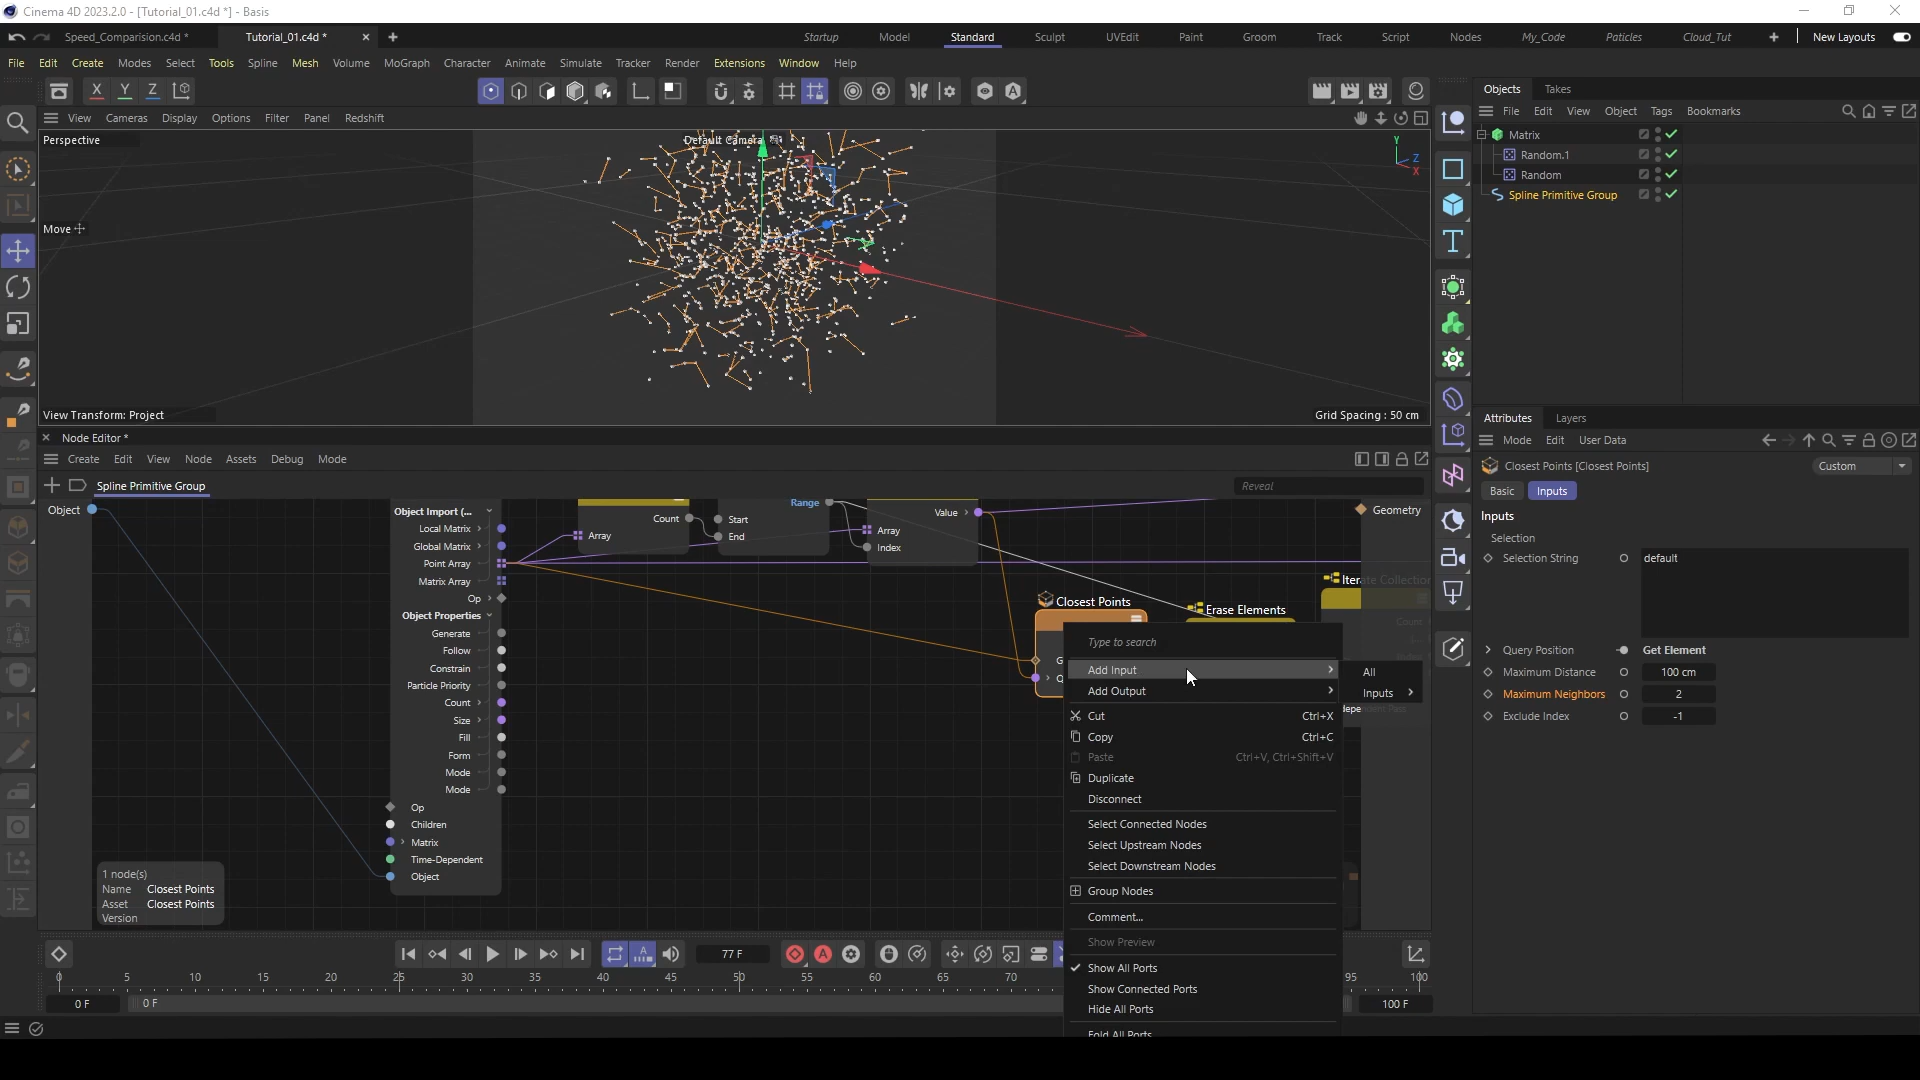 Cinema 4D 2023.2.0 - [Tutorial_01.c4d *] - Basis
Speed_Comparision.c4d * Tutorial_01.c4d * Startup Model Standard Sculpt UVEdit Paint Groom Track Script Nodes My_Code Paticles Cloud_Tut New Layouts
File Edit Create Modes Select Tools Spline Mesh Volume MoGraph Character Animate Simulate Tracker Render Extensions Window Help
X Y Z
View Cameras Display Options Filter Panel Redshift
Perspective
Default Camera
Y
Z
X
Move
View Transform: Project
Grid Spacing : 50 cm
Objects Takes
File Edit View Object Tags Bookmarks
Matrix
Random.1
Random
Spline Primitive Group
Node Editor *
Create Edit View Node Assets Debug Mode
Spline Primitive Group
Reveal
Object
Object Import (...
Local Matrix
Global Matrix
Point Array
Matrix Array
Op
Object Properties
Generate
Follow
Constrain
Particle Priority
Count
Size
Fill
Form
Mode
Mode
Op
Children
Matrix
Time-Dependent
Object
Count
Array
Range
Start
End
Value
Array
Index
Geometry
Closest Points
G
Q
Erase Elements
Iterate Collection
Count
Type to search
Add Input
Add Output
Cut Ctrl+X
Copy Ctrl+C
Paste Ctrl+V, Ctrl+Shift+V
Duplicate
Disconnect
Select Connected Nodes
Select Upstream Nodes
Select Downstream Nodes
Group Nodes
Comment...
Show Preview
Show All Ports
Show Connected Ports
Hide All Ports
Fold All Ports
All
Inputs
1 node(s)
Name Closest Points
Asset Closest Points
Version
77 F
0 5 10 15 20 25 30 35 40 45 50 55 60 65 70 95 100
0 F 0 F 100 F
Attributes Layers
Mode Edit User Data
Closest Points [Closest Points] Custom
Basic Inputs
Inputs
Selection
Selection String default
Query Position Get Element
Maximum Distance 100 cm
Maximum Neighbors 2
Exclude Index -1